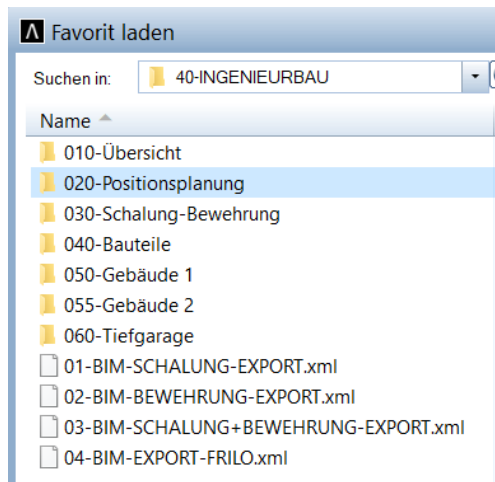 Favorit laden
Suchen in: 40-INGENIEURBAU
Name
010-Übersicht
020-Positionsplanung
030-Schalung-Bewehrung
040-Bauteile
050-Gebäude 1
055-Gebäude 2
060-Tiefgarage
01-BIM-SCHALUNG-EXPORT.xml
02-BIM-BEWEHRUNG-EXPORT.xml
03-BIM-SCHALUNG+BEWEHRUNG-EXPORT.xml
04-BIM-EXPORT-FRILO.xml